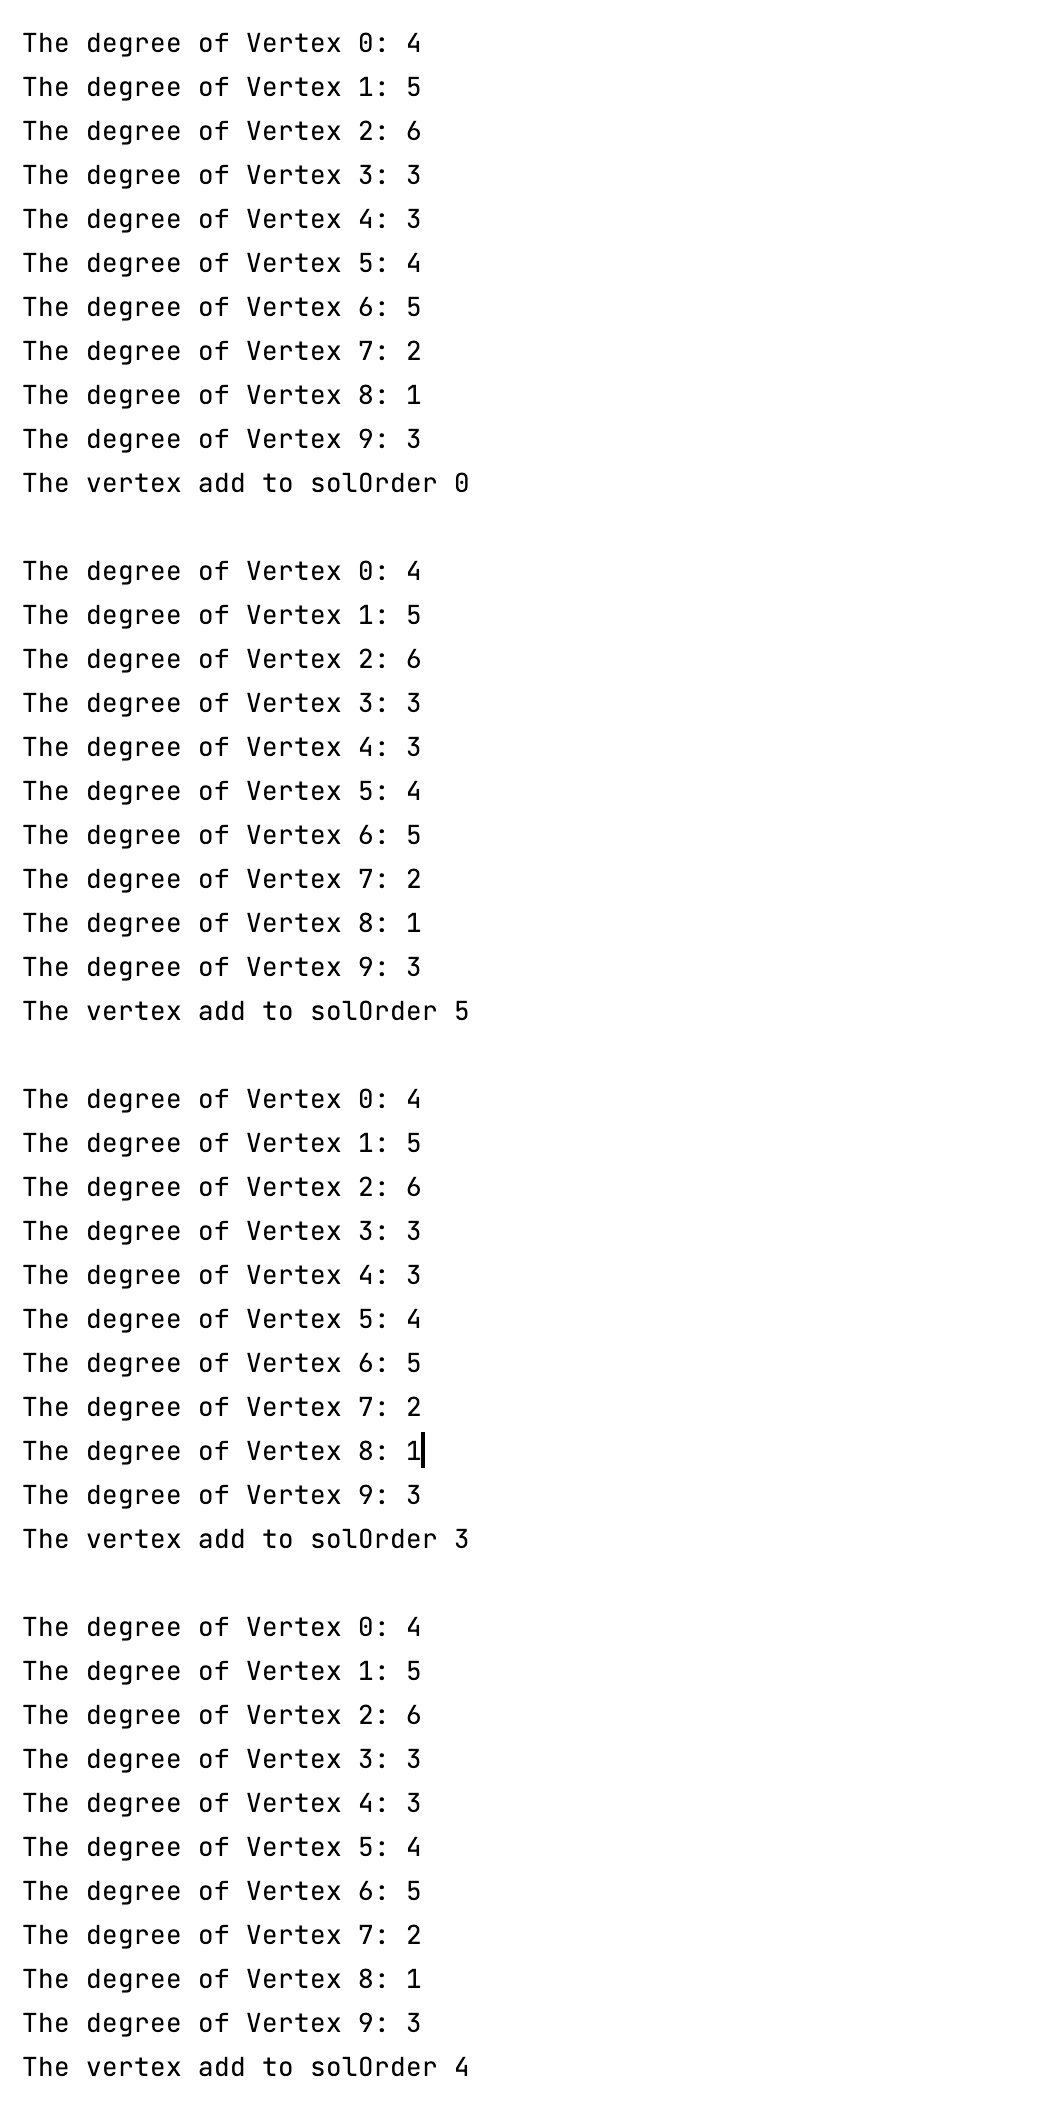 The degree of Vertex 0: 4
The degree of Vertex 1: 5
The degree of Vertex 2: 6
The degree of Vertex 3: 3
The degree of Vertex 4: 3
The degree of Vertex 5: 4
The degree of Vertex 6: 5
The degree of Vertex 7: 2
The degree of Vertex 8: 1
The degree of Vertex 9: 3
The vertex add to solOrder 0

The degree of Vertex 0: 4
The degree of Vertex 1: 5
The degree of Vertex 2: 6
The degree of Vertex 3: 3
The degree of Vertex 4: 3
The degree of Vertex 5: 4
The degree of Vertex 6: 5
The degree of Vertex 7: 2
The degree of Vertex 8: 1
The degree of Vertex 9: 3
The vertex add to solOrder 5

The degree of Vertex 0: 4
The degree of Vertex 1: 5
The degree of Vertex 2: 6
The degree of Vertex 3: 3
The degree of Vertex 4: 3
The degree of Vertex 5: 4
The degree of Vertex 6: 5
The degree of Vertex 7: 2
The degree of Vertex 8: 1
The degree of Vertex 9: 3
The vertex add to solOrder 3

The degree of Vertex 0: 4
The degree of Vertex 1: 5
The degree of Vertex 2: 6
The degree of Vertex 3: 3
The degree of Vertex 4: 3
The degree of Vertex 5: 4
The degree of Vertex 6: 5
The degree of Vertex 7: 2
The degree of Vertex 8: 1
The degree of Vertex 9: 3
The vertex add to solOrder 4